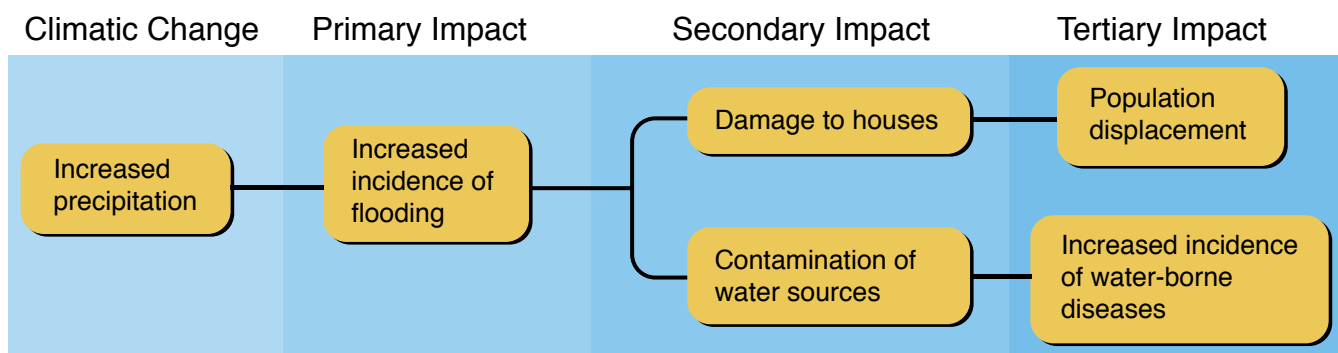 Climatic Change
Primary Impact
Secondary Impact
Tertiary Impact
Increased
precipitation
Increased
incidence of
flooding
Damage to houses
Population
displacement
Contamination of
water sources
Increased incidence
of water-borne
diseases